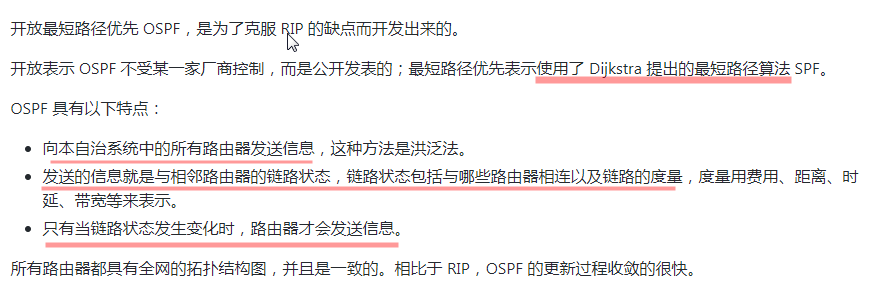 开放最短路径优先 OSPF，是为了克服 RIP 的缺点而开发出来的。
开放表示 OSPF 不受某一家厂商控制，而是公开发表的；最短路径优先表示使用了 Dijkstra 提出的最短路径算法 SPF。
OSPF 具有以下特点：
• 向本自治系统中的所有路由器发送信息，这种方法是洪泛法。
• 发送的信息就是与相邻路由器的链路状态，链路状态包括与哪些路由器相连以及链路的度量，度量用费用、距离、时
延、带宽等来表示。
• 只有当链路状态发生变化时，路由器才会发送信息。
所有路由器都具有全网的拓扑结构图，并且是一致的。相比于 RIP，OSPF 的更新过程收敛的很快。